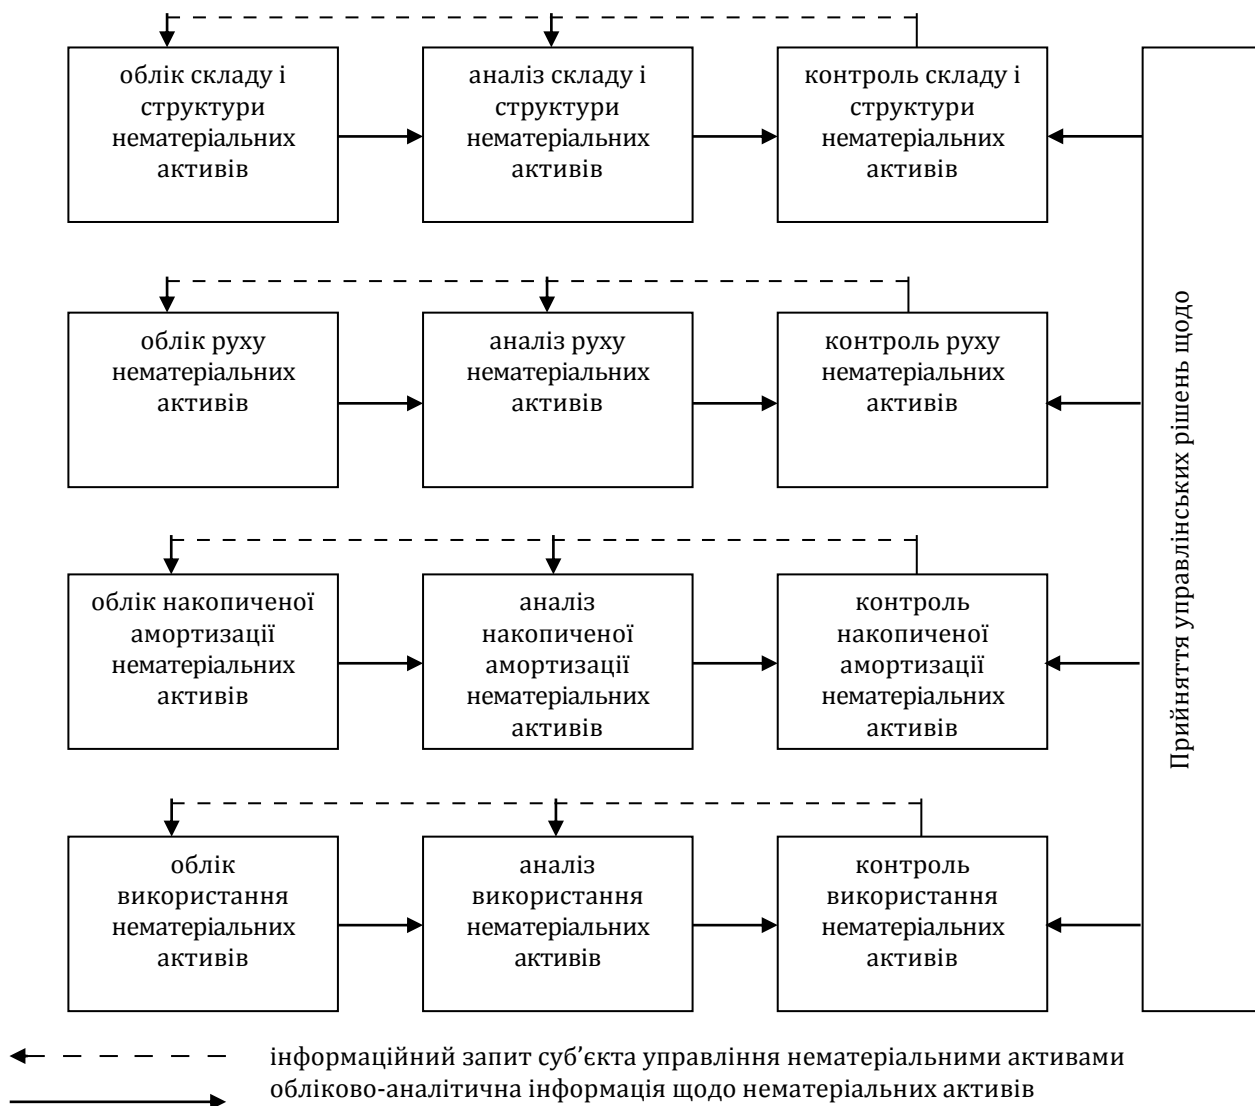 облік складу і
структури
нематеріальних
активів
аналіз складу і
структури
нематеріальних
активів
контроль складу і
структури
нематеріальних
активів
облік руху
нематеріальних
активів
аналіз руху
нематеріальних
активів
контроль руху
нематеріальних
активів
облік накопиченої
амортизації
нематеріальних
активів
аналіз
накопиченої
амортизації
нематеріальних
активів
контроль
накопиченої
амортизації
нематеріальних
активів
облік
використання
нематеріальних
активів
аналіз
використання
нематеріальних
активів
контроль
використання
нематеріальних
активів
Прийняття управлінських рішень щодо
інформаційний запит суб’єкта управління нематеріальними активами
обліково-аналітична інформація щодо нематеріальних активів